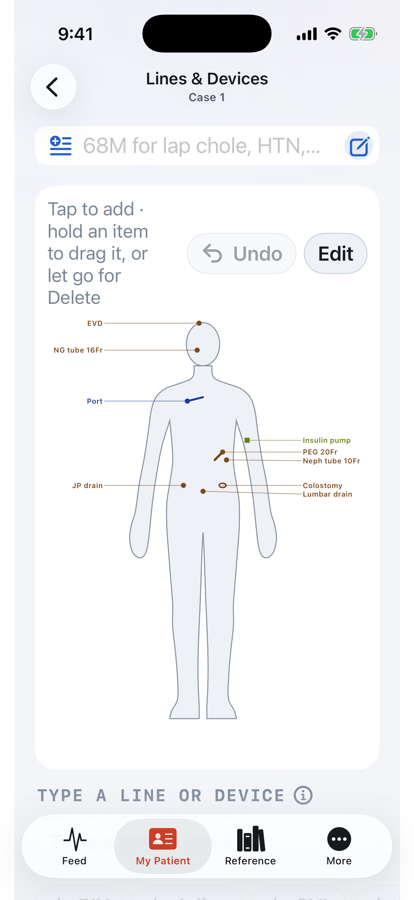 9:41
Lines & Devices
Case 1
68M for lap chole, HTN,...
Tap to add ·
hold an item
to drag it, or
let go for
Delete
Undo
Edit
EVD
NG tube 16Fr
Port
Insulin pump
PEG 20Fr
Neph tube 10Fr
JP drain
Colostomy
Lumbar drain
TYPE A LINE OR DEVICE
Feed
My Patient
Reference
More